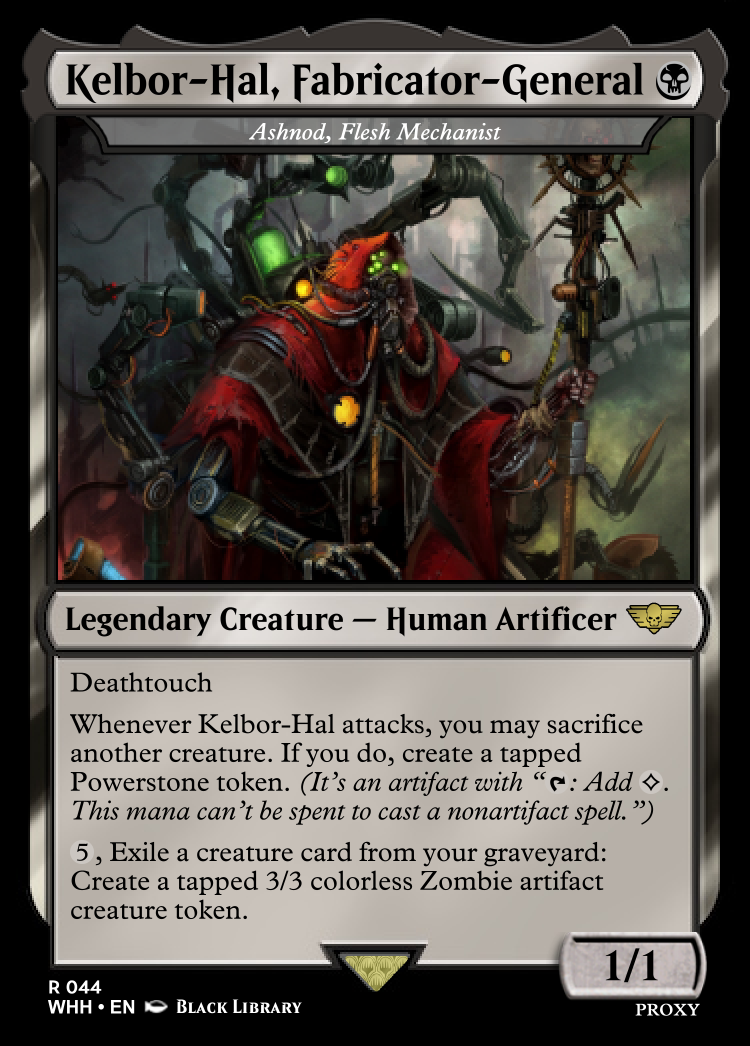 Kelbor-Hal, Fabricator-General
Ashnod, Flesh Mechanist
Legendary Creature — Human Artificer
Deathtouch
Whenever Kelbor-Hal attacks, you may sacrifice
another creature. If you do, create a tapped
Powerstone token. (It's an artifact with “: Add .
This mana can't be spent to cast a nonartifact spell.”)
5, Exile a creature card from your graveyard:
Create a tapped 3/3 colorless Zombie artifact
creature token.
1/1
R 044
WHH • EN Black Library
PROXY